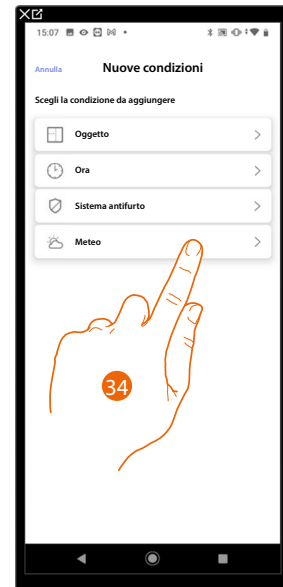 15:07
Annulla
Nuove condizioni
Scegli la condizione da aggiungere
Oggetto
Ora
Sistema antifurto
Meteo
34